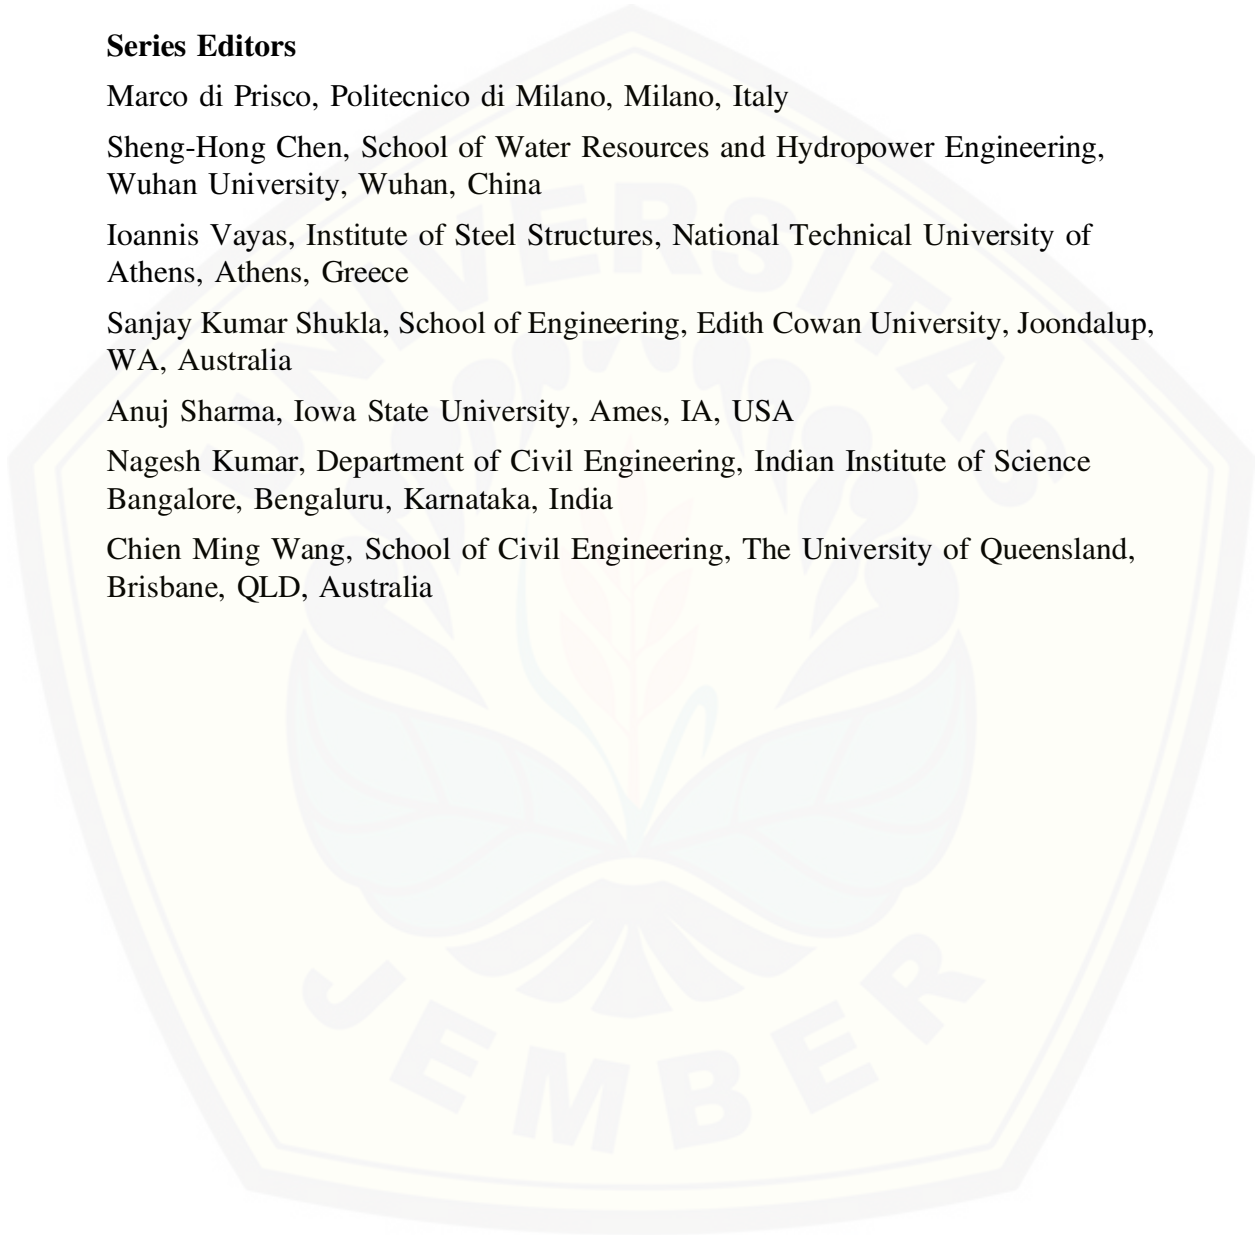 Series Editors
Marco di Prisco, Politecnico di Milano, Milano, Italy
Sheng-Hong Chen, School of Water Resources and Hydropower Engineering,
Wuhan University, Wuhan, China
Ioannis Vayas, Institute of Steel Structures, National Technical University of
Athens, Athens, Greece
Sanjay Kumar Shukla, School of Engineering, Edith Cowan University, Joondalup,
WA, Australia
Anuj Sharma, Iowa State University, Ames, IA, USA
Nagesh Kumar, Department of Civil Engineering, Indian Institute of Science
Bangalore, Bengaluru, Karnataka, India
Chien Ming Wang, School of Civil Engineering, The University of Queensland,
Brisbane, QLD, Australia
UNIVERSITAS
JEMBER